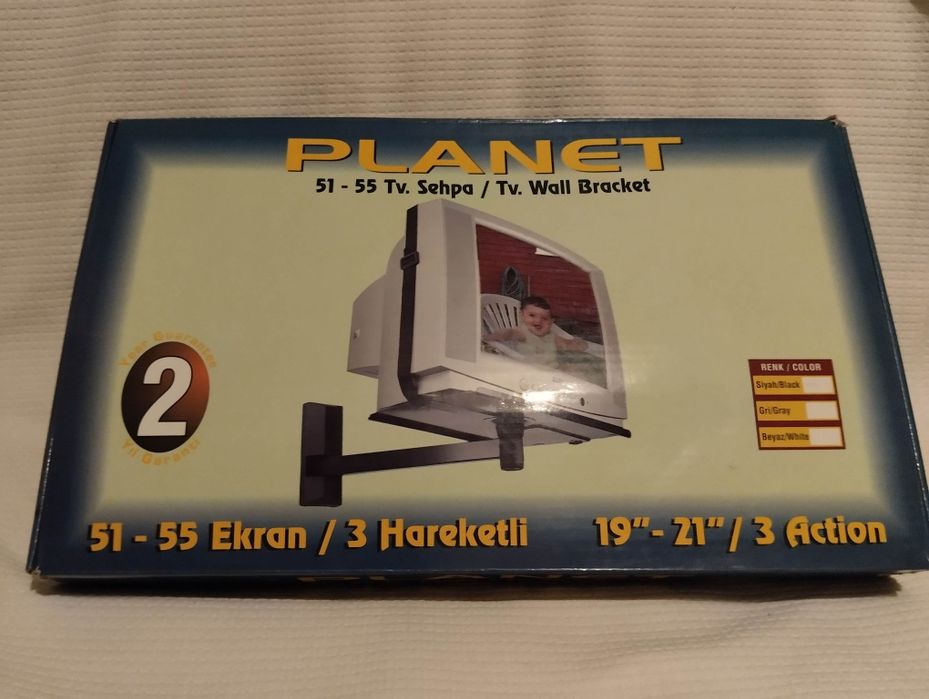 PLANET
51 - 55 Tv. Sehpa / Tv. Wall Bracket
Year Guarantee
2
Yıl Garanti
RENK / COLOR
Siyah/Black
Gri/Gray
Beyaz/White
51 - 55 Ekran / 3 Hareketli
19"- 21" / 3 Action
PLANET